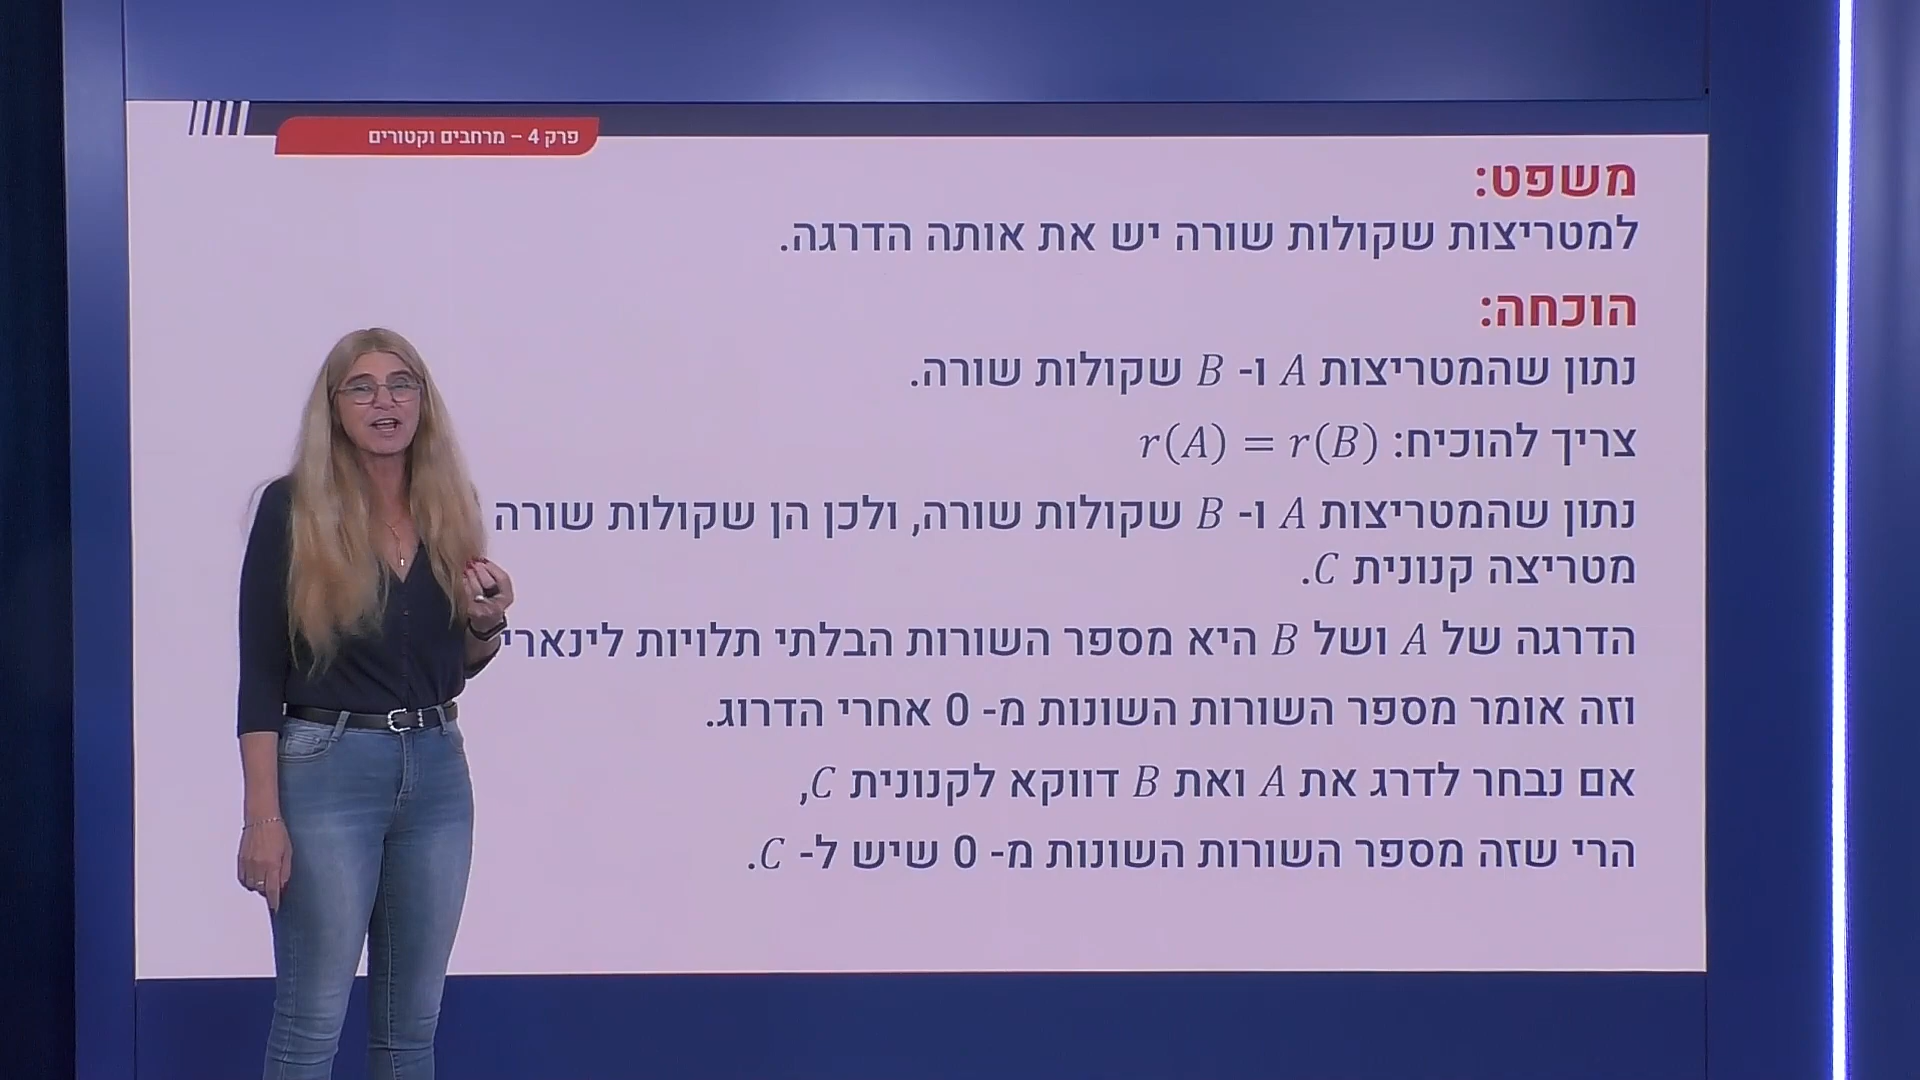 פרק 4 – מרחבים וקטורים
משפט:
למטריצות שקולות שורה יש את אותה הדרגה.
הוכחה:
נתון שהמטריצות A ו- B שקולות שורה.
צריך להוכיח: r(A) = r(B)
נתון שהמטריצות A ו- B שקולות שורה, ולכן הן שקולות שורה
מטריצה קנונית C.
הדרגה של A ושל B היא מספר השורות הבלתי תלויות
וזה אומר מספר השורות השונות מ- 0 אחרי הדרוג.
אם נבחר לדרג את A ואת B דווקא לקנונית C,
הרי שזה מספר השורות השונות מ- 0 שיש ל- C.